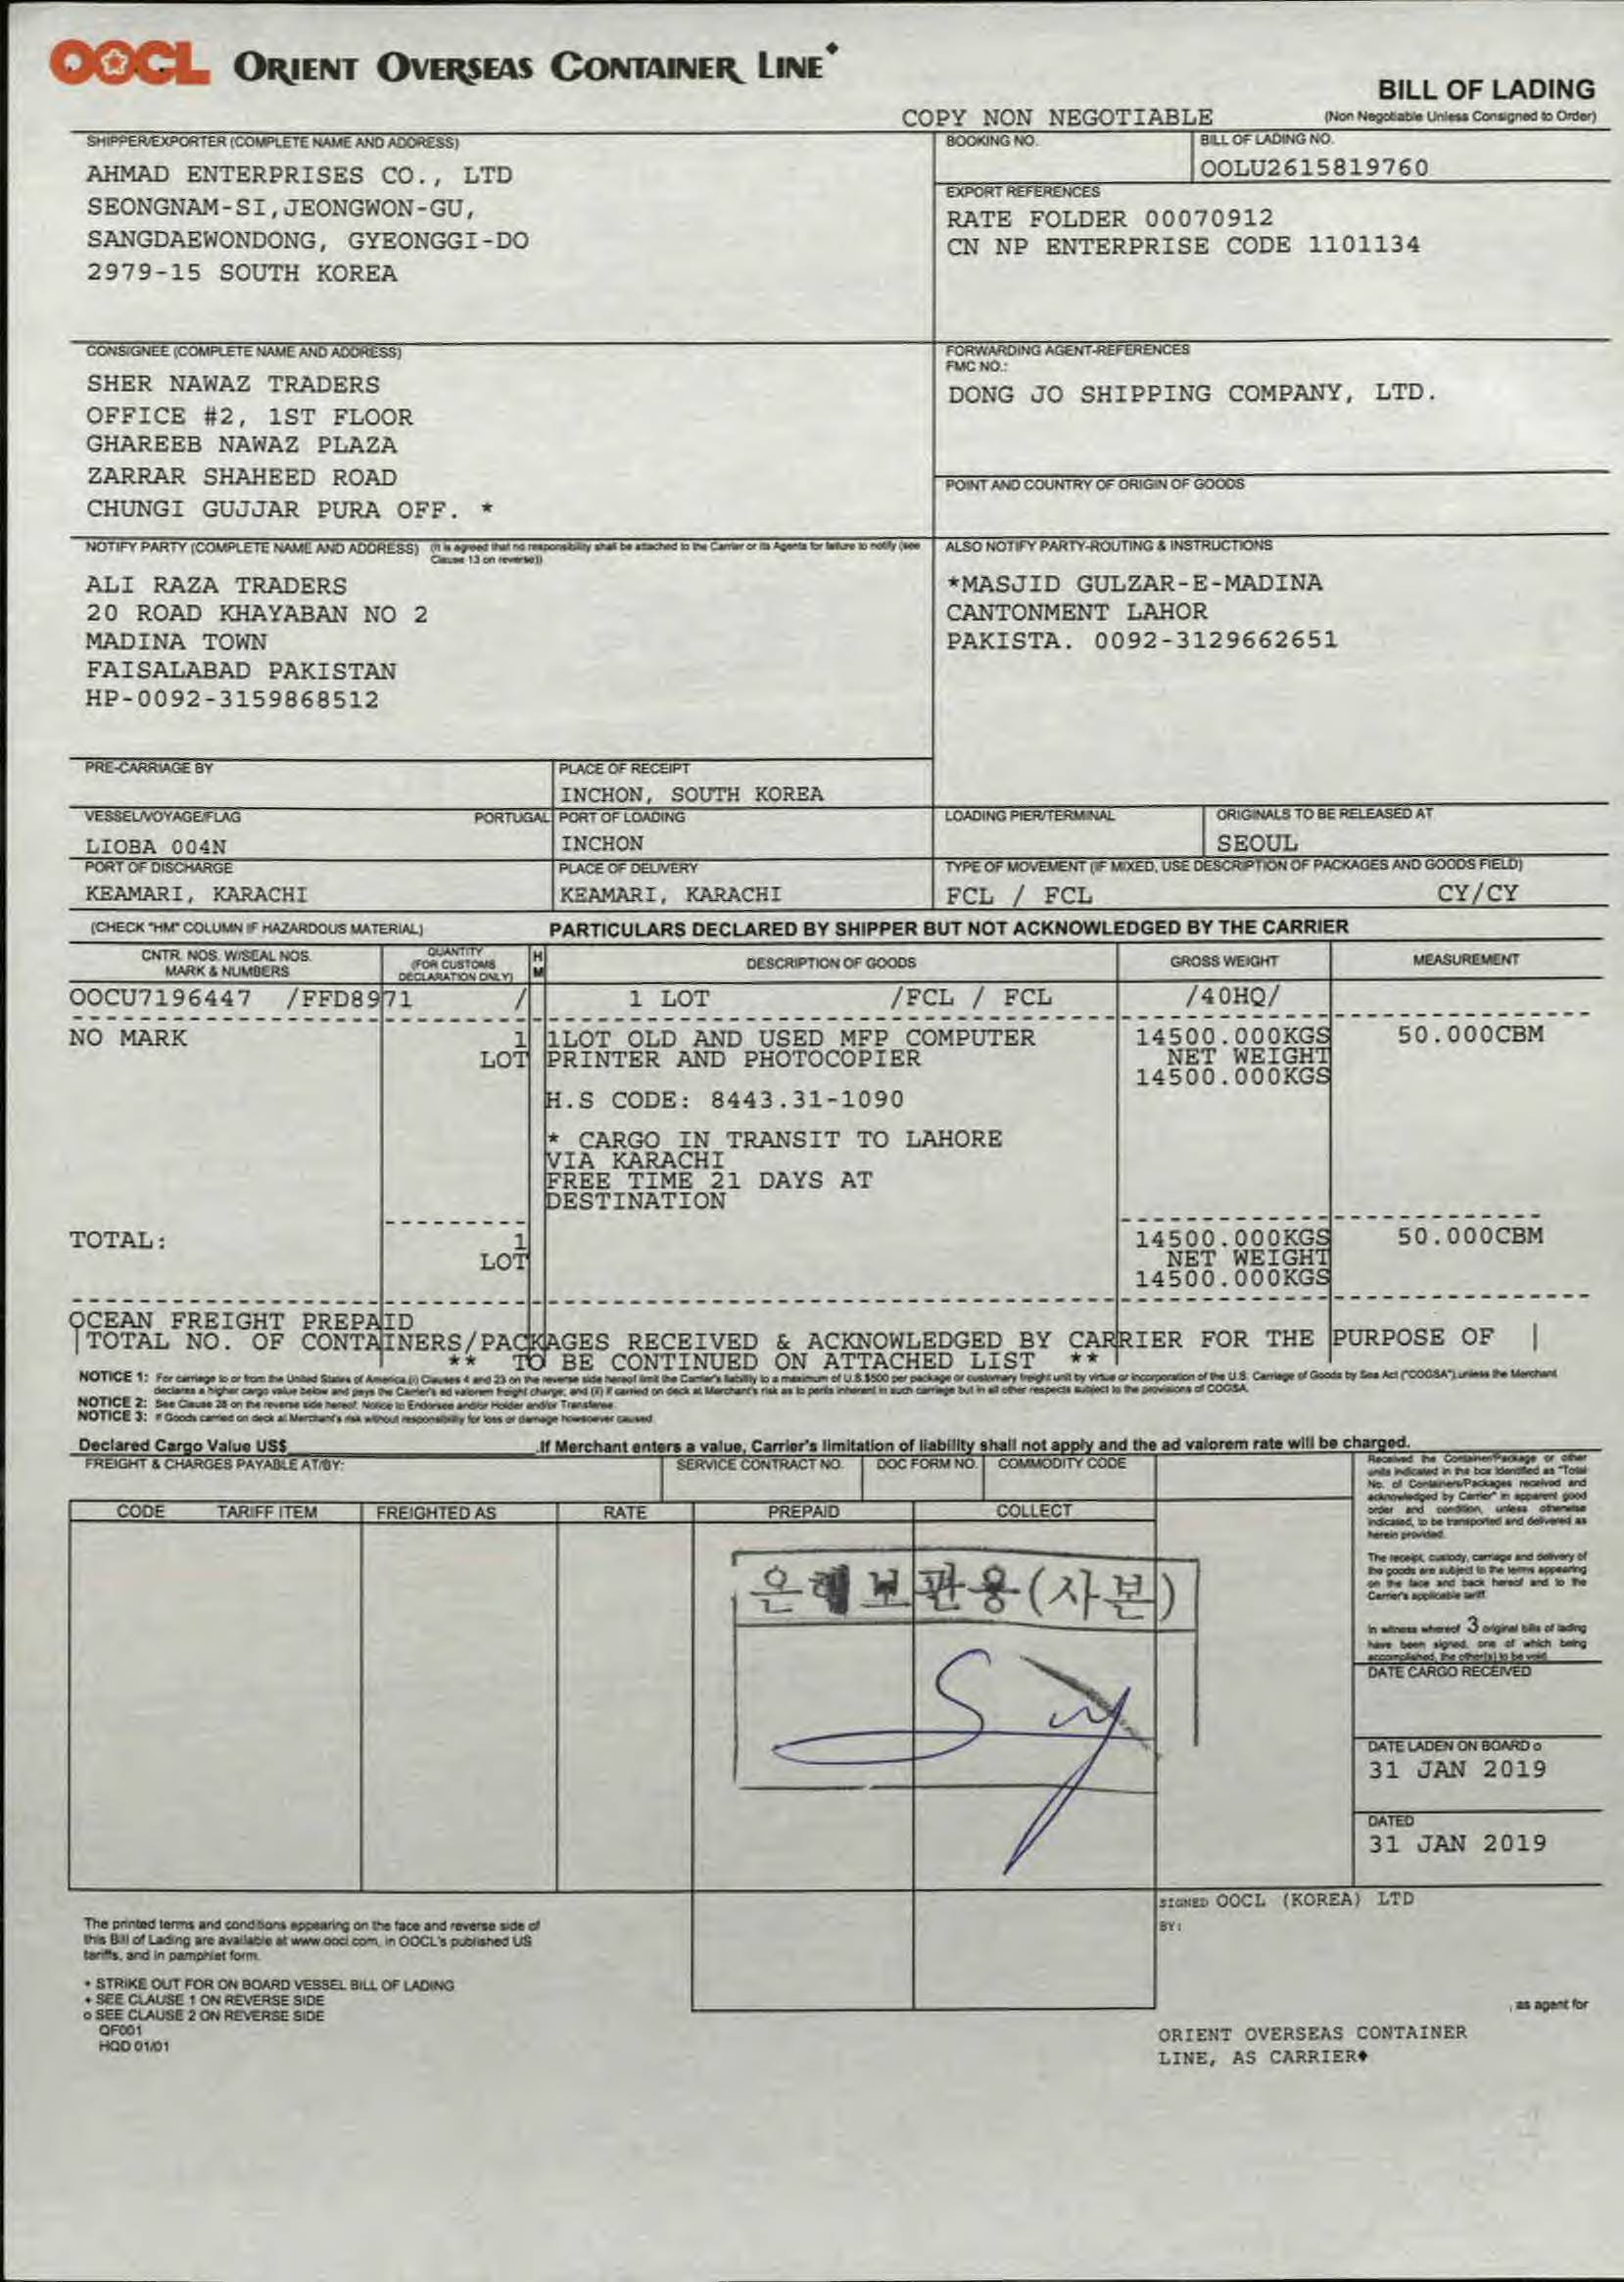 OOCL ORIENT OVERSEAS CONTAINER LINE♦
BILL OF LADING
COPY NON NEGOTIABLE
(Non Negotiable Unless Consigned to Order)
SHIPPER/EXPORTER (COMPLETE NAME AND ADDRESS)
AHMAD ENTERPRISES CO., LTD
SEONGNAM-SI,JEONGWON-GU,
SANGDAEWONDONG, GYEONGGI-DO
2979-15 SOUTH KOREA
BOOKING NO.
BILL OF LADING NO.
OOLU2615819760
EXPORT REFERENCES
RATE FOLDER 00070912
CN NP ENTERPRISE CODE 1101134
CONSIGNEE (COMPLETE NAME AND ADDRESS)
SHER NAWAZ TRADERS
OFFICE #2, 1ST FLOOR
GHAREEB NAWAZ PLAZA
ZARRAR SHAHEED ROAD
CHUNGI GUJJAR PURA OFF. *
FORWARDING AGENT-REFERENCES
FMC NO.:
DONG JO SHIPPING COMPANY, LTD.
POINT AND COUNTRY OF ORIGIN OF GOODS
NOTIFY PARTY (COMPLETE NAME AND ADDRESS) (It is agreed that no responsibility shall be attached to the Carrier or its Agents for failure to notify (see
Clause 13 on reverse))
ALI RAZA TRADERS
20 ROAD KHAYABAN NO 2
MADINA TOWN
FAISALABAD PAKISTAN
HP-0092-3159868512
ALSO NOTIFY PARTY-ROUTING & INSTRUCTIONS
*MASJID GULZAR-E-MADINA
CANTONMENT LAHOR
PAKISTA. 0092-3129662651
PRE-CARRIAGE BY
PLACE OF RECEIPT
INCHON, SOUTH KOREA
VESSEL/VOYAGE/FLAG PORTUGAL
LIOBA 004N
PORT OF LOADING
INCHON
LOADING PIER/TERMINAL
ORIGINALS TO BE RELEASED AT
SEOUL
PORT OF DISCHARGE
KEAMARI, KARACHI
PLACE OF DELIVERY
KEAMARI, KARACHI
TYPE OF MOVEMENT (IF MIXED, USE DESCRIPTION OF PACKAGES AND GOODS FIELD)
FCL / FCL CY/CY
(CHECK "HM" COLUMN IF HAZARDOUS MATERIAL) PARTICULARS DECLARED BY SHIPPER BUT NOT ACKNOWLEDGED BY THE CARRIER
CNTR. NOS. W/SEAL NOS.
MARK & NUMBERS
QUANTITY
(FOR CUSTOMS
DECLARATION ONLY)
H
M
DESCRIPTION OF GOODS
GROSS WEIGHT
MEASUREMENT
OOCU7196447 /FFD8971 / 1 LOT /FCL / FCL /40HQ/
NO MARK 1 1LOT OLD AND USED MFP COMPUTER 14500.000KGS 50.000CBM
LOT PRINTER AND PHOTOCOPIER NET WEIGHT
14500.000KGS
H.S CODE: 8443.31-1090
* CARGO IN TRANSIT TO LAHORE
VIA KARACHI
FREE TIME 21 DAYS AT
DESTINATION
TOTAL: 1 14500.000KGS 50.000CBM
LOT NET WEIGHT
14500.000KGS
OCEAN FREIGHT PREPAID
|TOTAL NO. OF CONTAINERS/PACKAGES RECEIVED & ACKNOWLEDGED BY CARRIER FOR THE PURPOSE OF |
** TO BE CONTINUED ON ATTACHED LIST **
NOTICE 1: For carriage to or from the United States of America,(i) Clauses 4 and 23 on the reverse side hereof limit the Carrier's liability to a maximum of U.S.$500 per package or customary freight unit by virtue or incorporation of the U.S. Carriage of Goods by Sea Act ("COGSA"),unless the Merchant
declares a higher cargo value below and pays the Carrier's ad valorem freight charge; and (ii) if carried on deck at Merchant's risk as to perils inherent in such carriage but in all other respects subject to the provisions of COGSA.
NOTICE 2: See Clause 28 on the reverse side hereof. Notice to Endorsee and/or Holder and/or Transferee.
NOTICE 3: If Goods carried on deck at Merchant's risk without responsibility for loss or damage howsoever caused.
Declared Cargo Value US$ .If Merchant enters a value, Carrier's limitation of liability shall not apply and the ad valorem rate will be charged.
FREIGHT & CHARGES PAYABLE AT/BY:
SERVICE CONTRACT NO.
DOC FORM NO.
COMMODITY CODE
CODE TARIFF ITEM FREIGHTED AS RATE PREPAID COLLECT
Received the Container/Package or other
units indicated in the box identified as "Total
No. of Containers/Packages received and
acknowledged by Carrier" in apparent good
order and condition, unless otherwise
indicated, to be transported and delivered as
herein provided.
The receipt, custody, carriage and delivery of
the goods are subject to the terms appearing
on the face and back hereof and to the
Carrier's applicable tariff.
In witness whereof 3 original bills of lading
have been signed, one of which being
accomplished, the other(s) to be void.
은행보관용(사본)
DATE CARGO RECEIVED
DATE LADEN ON BOARD o
31 JAN 2019
DATED
31 JAN 2019
SIGNED OOCL (KOREA) LTD
BY:
, as agent for
ORIENT OVERSEAS CONTAINER
LINE, AS CARRIER♦
The printed terms and conditions appearing on the face and reverse side of
this Bill of Lading are available at www.oocl.com, in OOCL's published US
tariffs, and in pamphlet form.
• STRIKE OUT FOR ON BOARD VESSEL BILL OF LADING
♦ SEE CLAUSE 1 ON REVERSE SIDE
o SEE CLAUSE 2 ON REVERSE SIDE
QF001
HQD 01/01